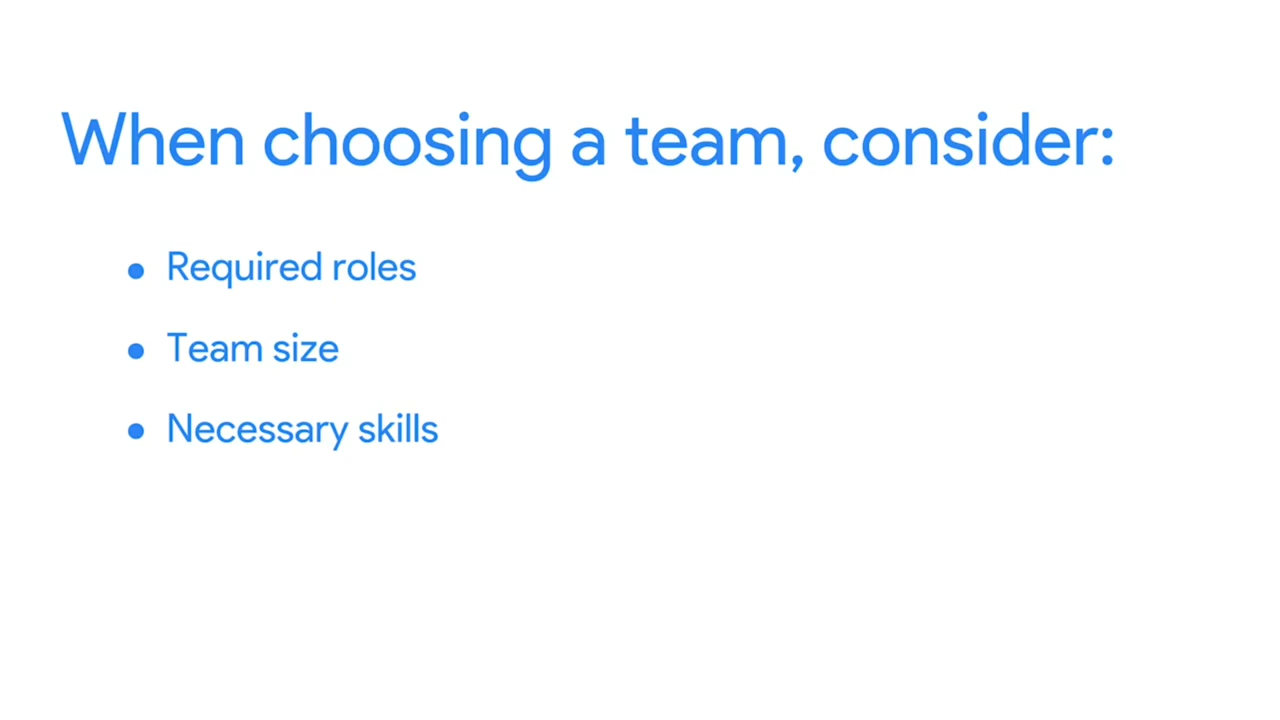 When choosing a team, consider:
• Required roles
• Team size
• Necessary skills